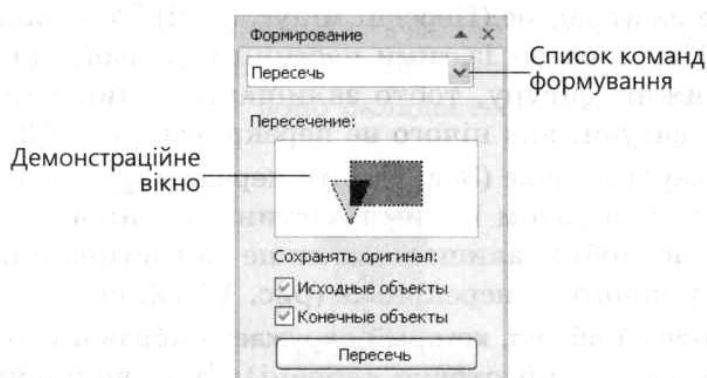 Формирование
Пересечь
Список команд
формування
Пересечение:
Демонстраційне
вікно
Сохранять оригинал:
Исходные объекты
Конечные объекты
Пересечь